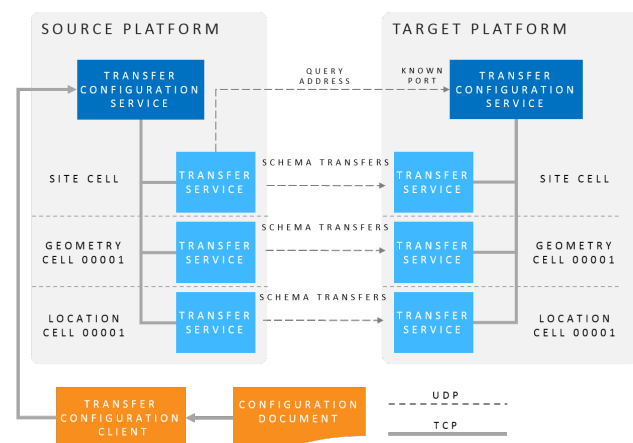 SOURCE PLATFORM
TARGET PLATFORM
TRANSFER
CONFIGURATION
SERVICE
QUERY
ADDRESS
KNOWN
PORT
TRANSFER
CONFIGURATION
SERVICE
SITE CELL
TRANSFER
SERVICE
SCHEMA TRANSFERS
TRANSFER
SERVICE
SITE CELL
GEOMETRY
CELL 00001
TRANSFER
SERVICE
SCHEMA TRANSFERS
TRANSFER
SERVICE
GEOMETRY
CELL 00001
LOCATION
CELL 00001
TRANSFER
SERVICE
SCHEMA TRANSFERS
TRANSFER
SERVICE
LOCATION
CELL 00001
TRANSFER
CONFIGURATION
CLIENT
CONFIGURATION
DOCUMENT
UDP
TCP